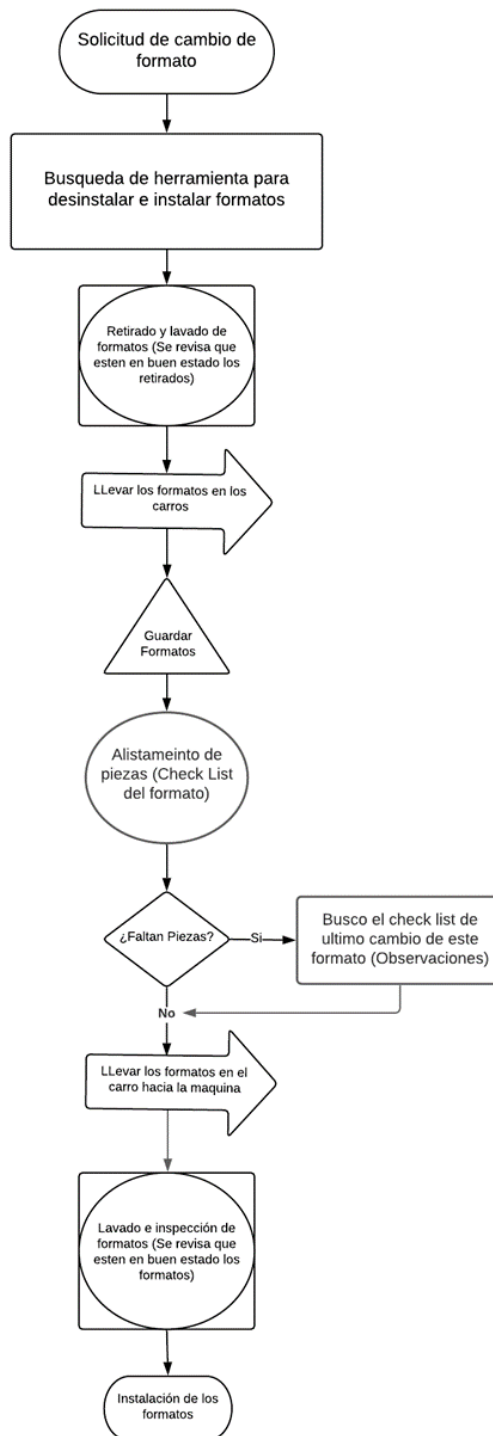 Solicitud de cambio de
formato
Busqueda de herramienta para
desinstalar e instalar formatos
Retirado y lavado de
formatos (Se revisa que
esten en buen estado los
retirados)
LLevar los formatos en los
carros
Guardar
Formatos
Alistameinto de
piezas (Check List
del formato)
¿Faltan Piezas?
Si
Busco el check list de
ultimo cambio de este
formato (Observaciones)
No
LLevar los formatos en el
carro hacia la maquina
Lavado e inspección de
formatos (Se revisa que
esten en buen estado los
formatos)
Instalación de los
formatos